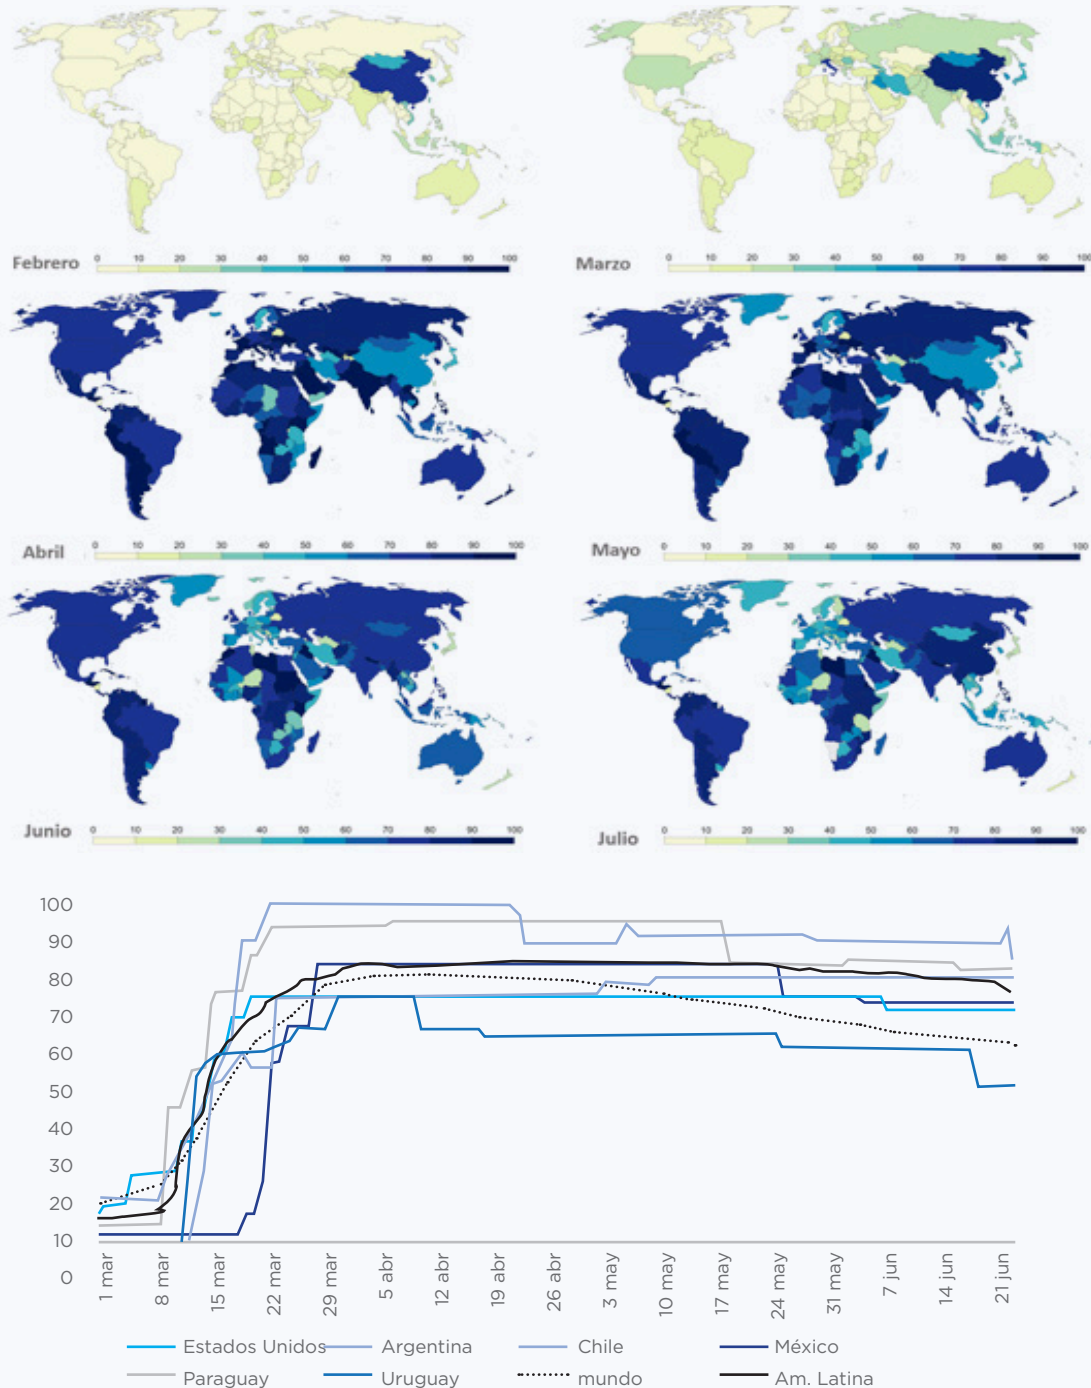 Febrero 0 10 20 30 40 50 60 70 80 90 100
Marzo 0 10 20 30 40 50 60 70 80 90 100
Abril 0 10 20 30 40 50 60 70 80 90 100
Mayo 0 10 20 30 40 50 60 70 80 90 100
Junio 0 10 20 30 40 50 60 70 80 90 100
Julio 0 10 20 30 40 50 60 70 80 90 100
100
90
80
70
60
50
40
30
20
10
0
1 mar
8 mar
15 mar
22 mar
29 mar
5 abr
12 abr
19 abr
26 abr
3 may
10 may
17 may
24 may
31 may
7 jun
14 jun
21 jun
Estados Unidos Argentina Chile México
Paraguay Uruguay mundo Am. Latina